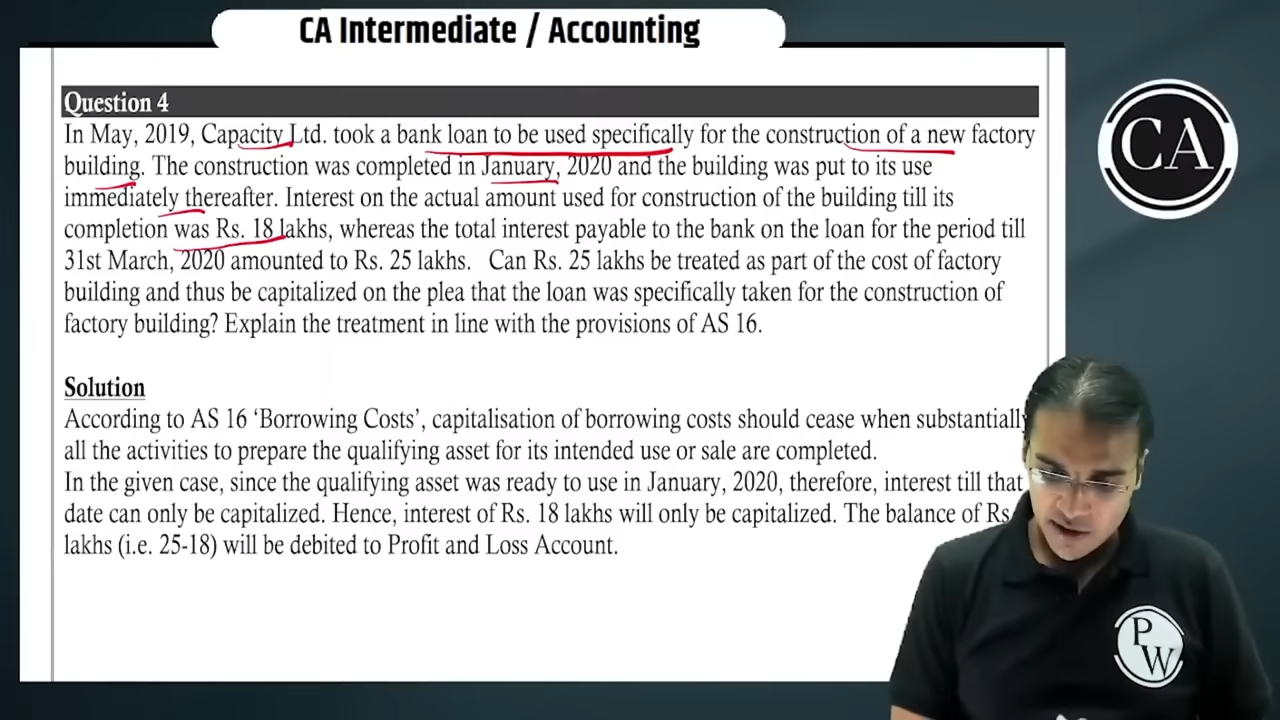 CA Intermediate / Accounting
CA
Question 4
In May, 2019, Capacity Ltd. took a bank loan to be used specifically for the construction of a new factory
building. The construction was completed in January, 2020 and the building was put to its use
immediately thereafter. Interest on the actual amount used for construction of the building till its
completion was Rs. 18 lakhs, whereas the total interest payable to the bank on the loan for the period till
31st March, 2020 amounted to Rs. 25 lakhs. Can Rs. 25 lakhs be treated as part of the cost of factory
building and thus be capitalized on the plea that the loan was specifically taken for the construction of
factory building? Explain the treatment in line with the provisions of AS 16.
Solution
According to AS 16 ‘Borrowing Costs’, capitalisation of borrowing costs should cease when substantially
all the activities to prepare the qualifying asset for its intended use or sale are completed.
In the given case, since the qualifying asset was ready to use in January, 2020, therefore, interest till that
date can only be capitalized. Hence, interest of Rs. 18 lakhs will only be capitalized. The balance of Rs.
lakhs (i.e. 25-18) will be debited to Profit and Loss Account.
P
W